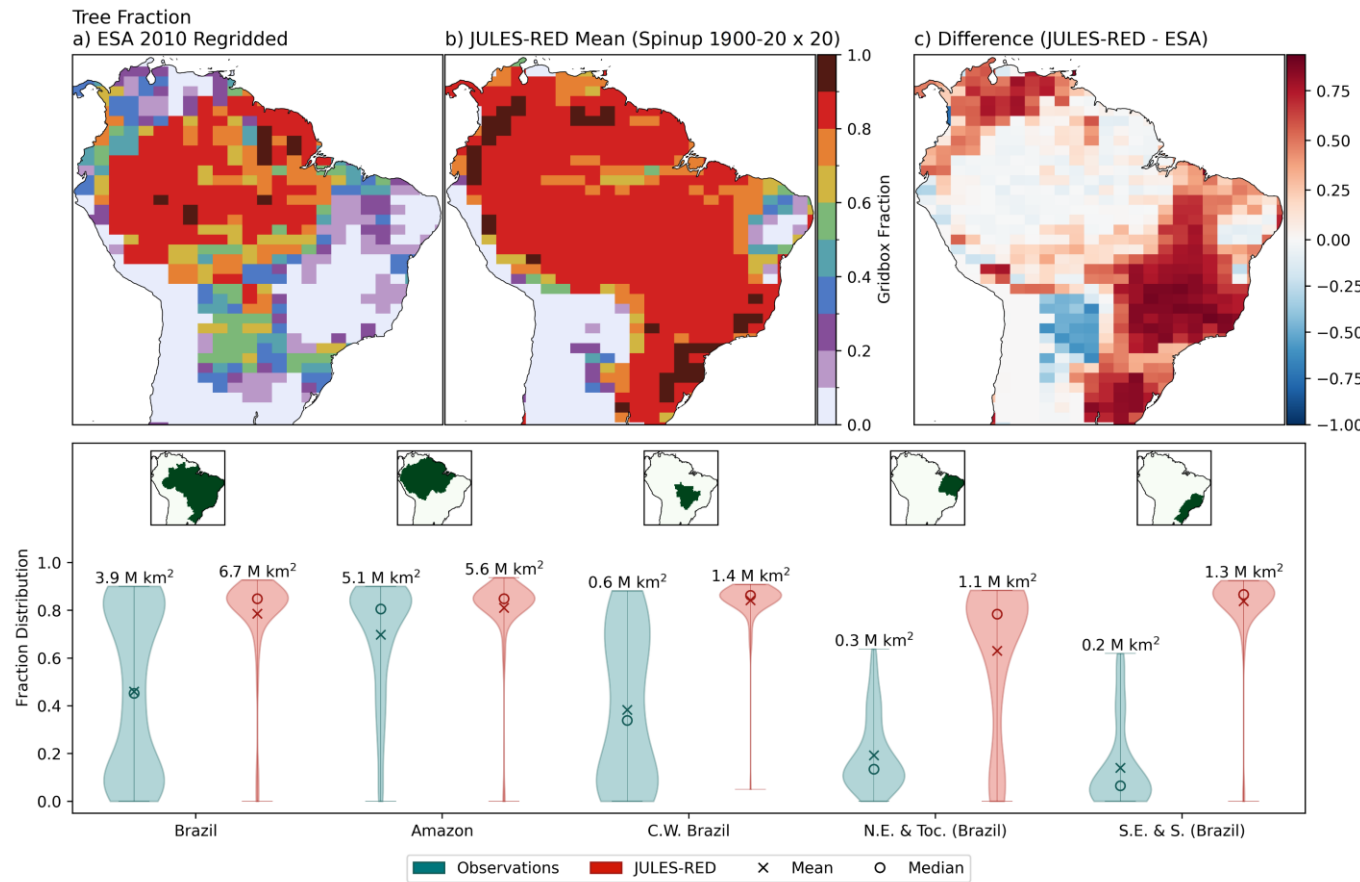 Tree Fraction
a) ESA 2010 Regridded
b) JULES-RED Mean (Spinup 1900-20 x 20)
c) Difference (JULES-RED - ESA)
1.0
0.8
0.6
0.4
0.2
0.0
Gridbox Fraction
0.75
0.50
0.25
0.00
−0.25
−0.50
−0.75
−1.00
Fraction Distribution
1.0
0.8
0.6
0.4
0.2
0.0
3.9 M km²
6.7 M km²
5.1 M km²
5.6 M km²
0.6 M km²
1.4 M km²
0.3 M km²
1.1 M km²
0.2 M km²
1.3 M km²
Brazil
Amazon
C.W. Brazil
N.E. & Toc. (Brazil)
S.E. & S. (Brazil)
Observations
JULES-RED
Mean
Median